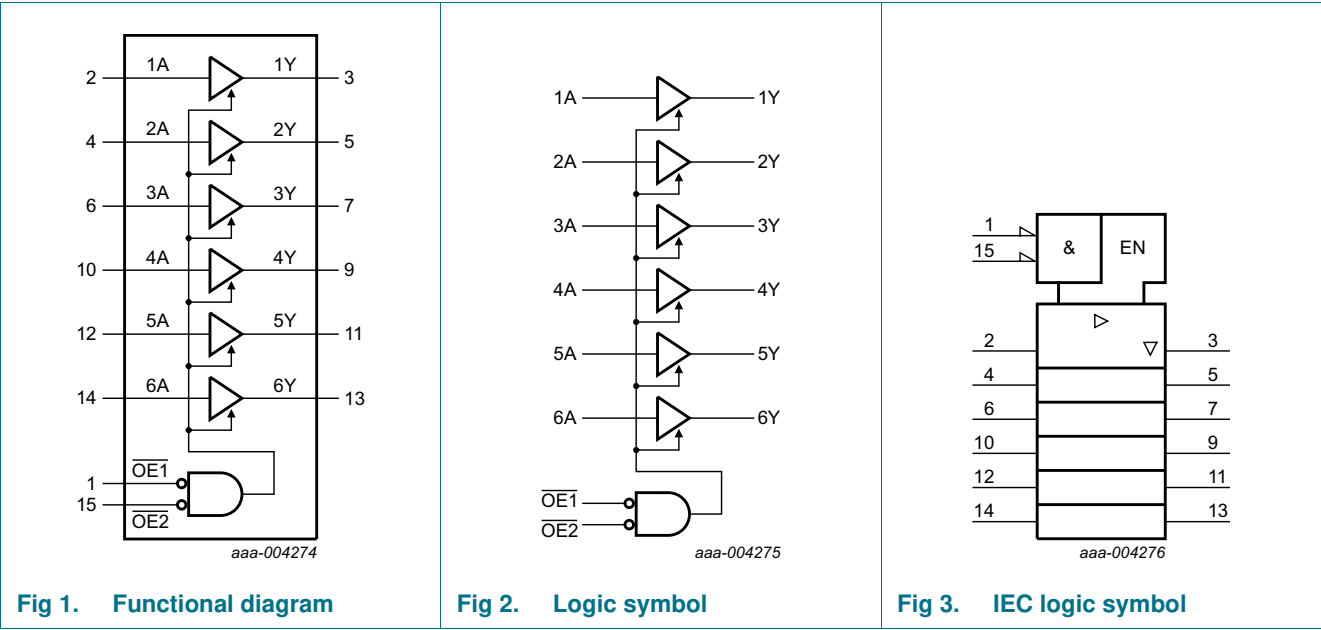 2 1A 1Y 3
4 2A 2Y 5
6 3A 3Y 7
10 4A 4Y 9
12 5A 5Y 11
14 6A 6Y 13
1 OE1
15 OE2
aaa-004274
Fig 1. Functional diagram
1A 1Y
2A 2Y
3A 3Y
4A 4Y
5A 5Y
6A 6Y
OE1
OE2
aaa-004275
Fig 2. Logic symbol
1
15
& EN
2 3
4 5
6 7
10 9
12 11
14 13
aaa-004276
Fig 3. IEC logic symbol